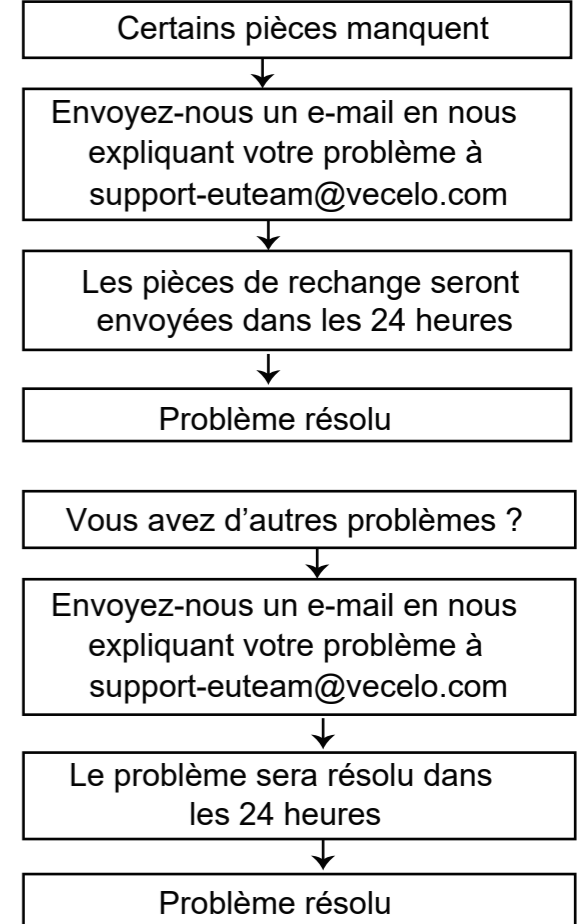 Certains pièces manquent
Envoyez-nous un e-mail en nous
expliquant votre problème à
support-euteam@vecelo.com
Les pièces de rechange seront
envoyées dans les 24 heures
Problème résolu
Vous avez d’autres problèmes ?
Envoyez-nous un e-mail en nous
expliquant votre problème à
support-euteam@vecelo.com
Le problème sera résolu dans
les 24 heures
Problème résolu